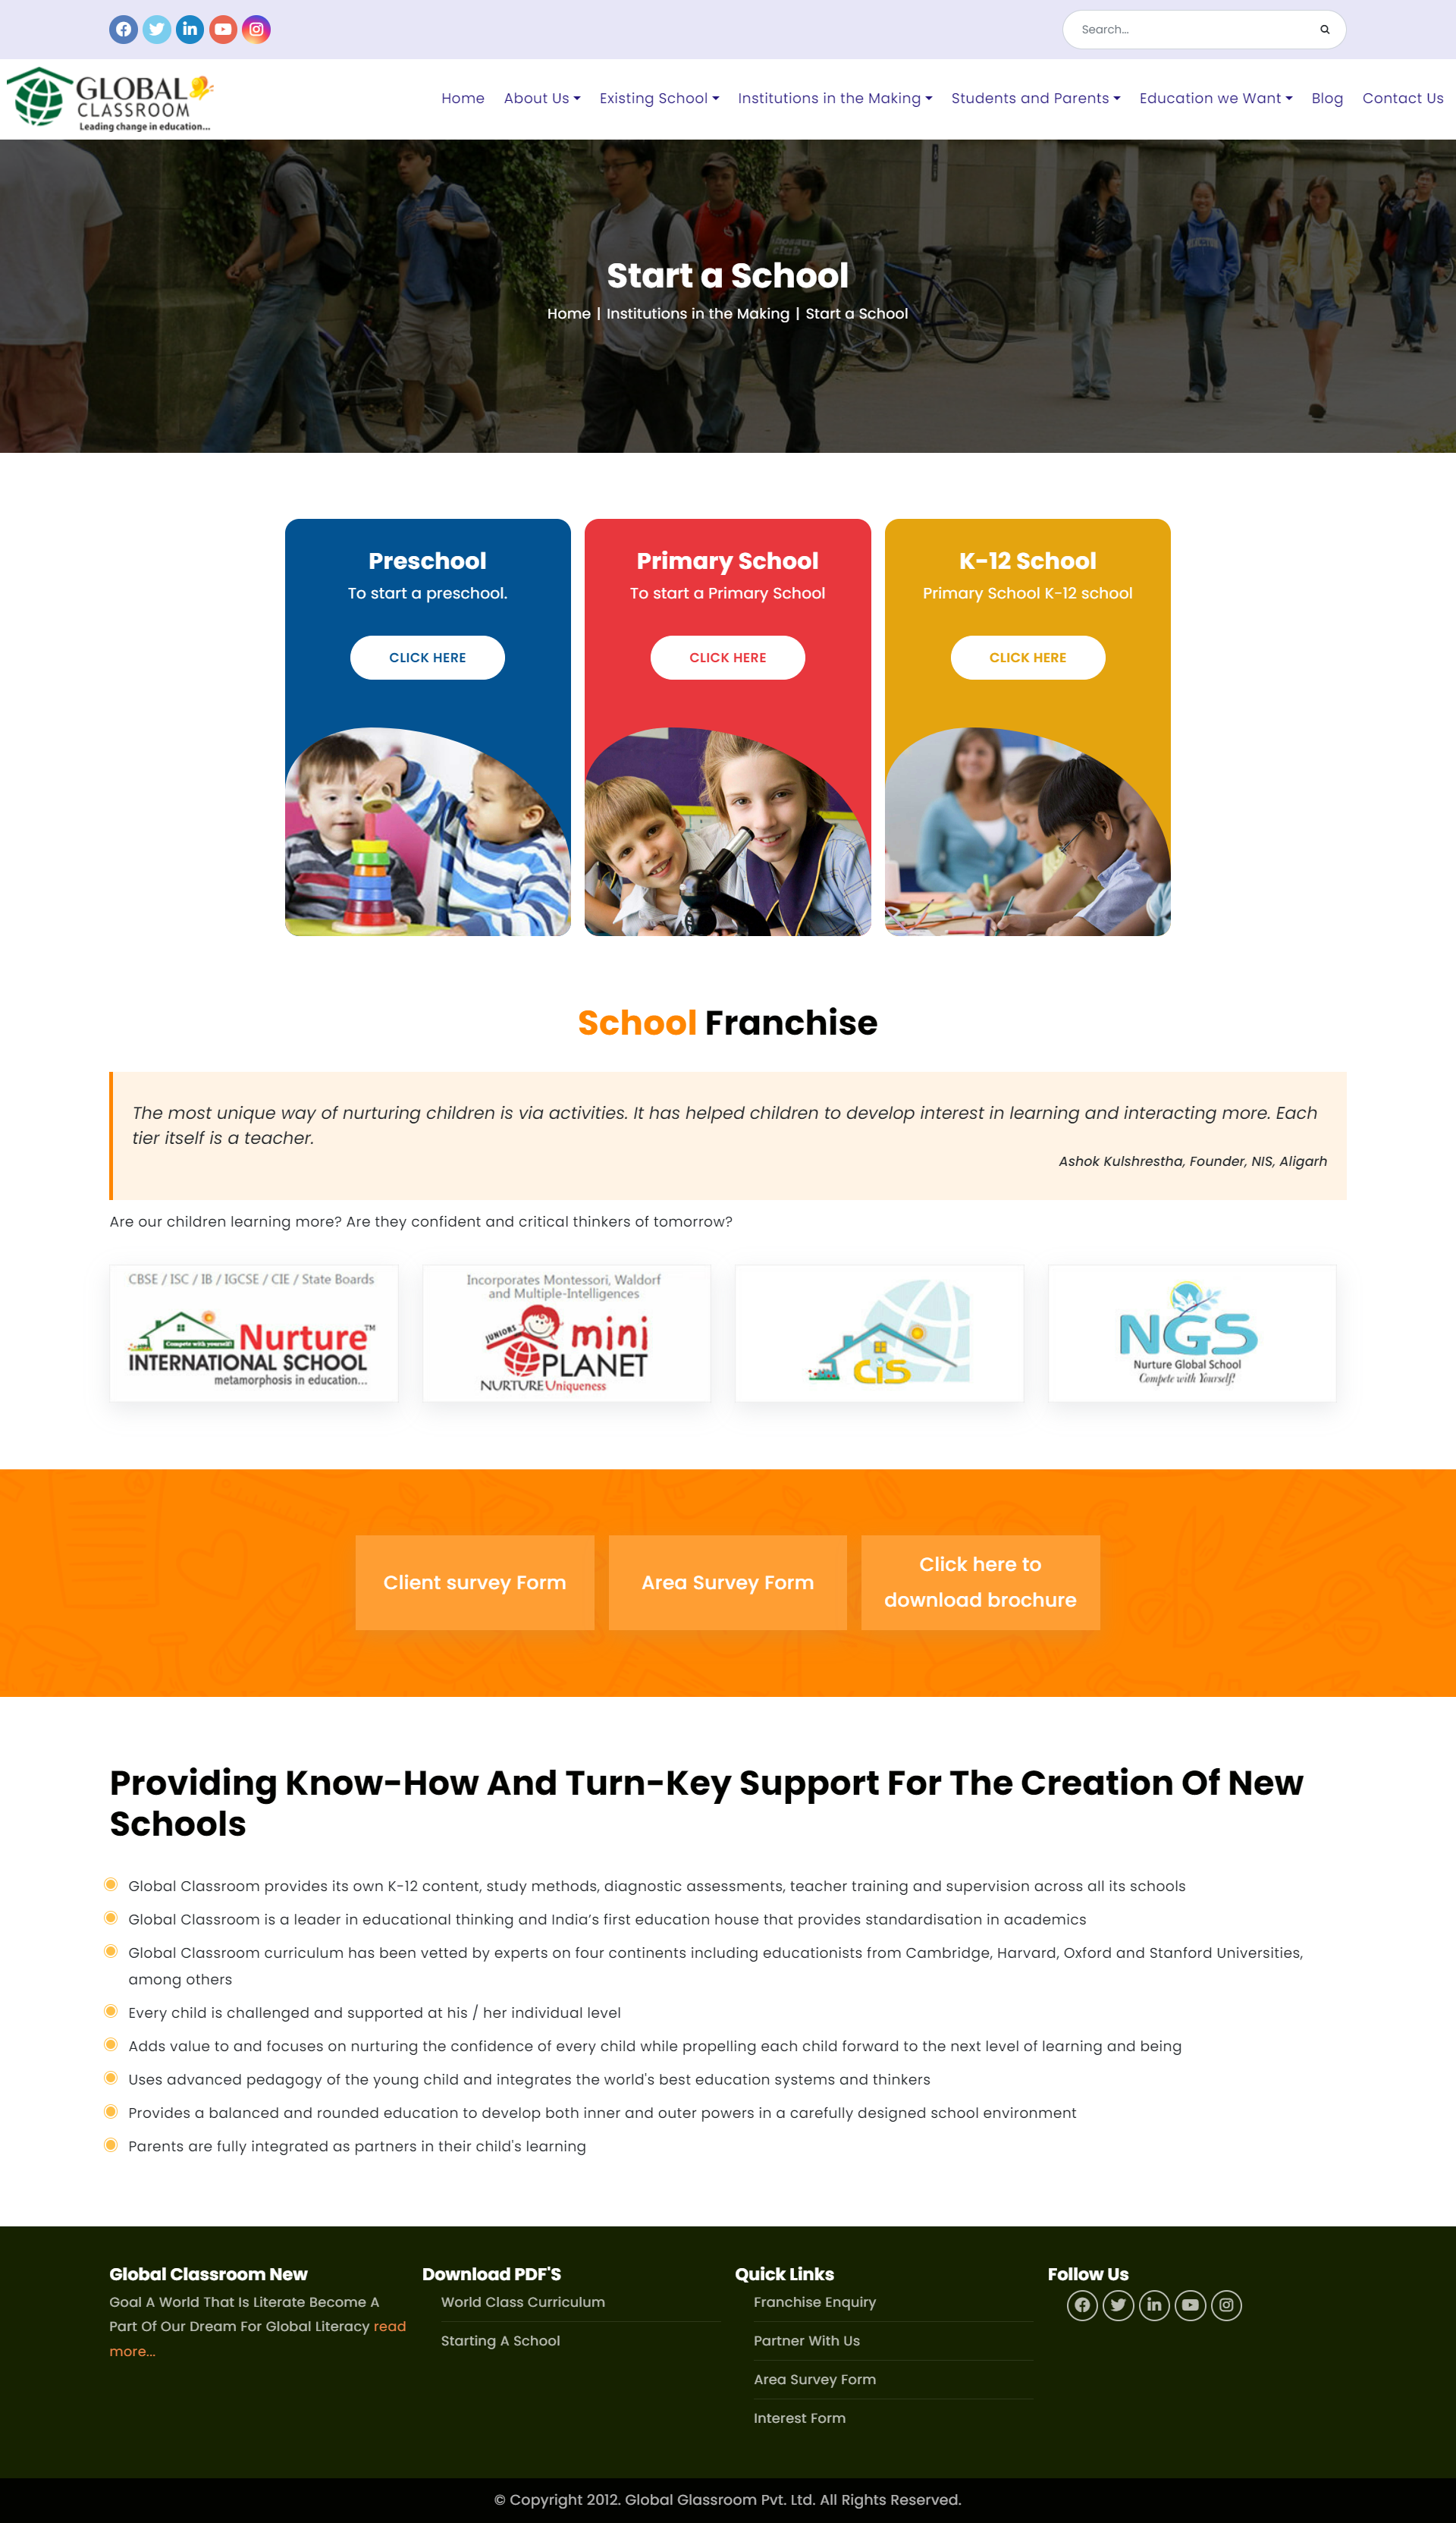 Search...
GLOBAL
CLASSROOM
Leading change in education...
Home About Us Existing School Institutions in the Making Students and Parents Education we Want Blog Contact Us
Start a School
Home | Institutions in the Making | Start a School
Preschool
To start a preschool.
CLICK HERE
Primary School
To start a Primary School
CLICK HERE
K-12 School
Primary School K-12 school
CLICK HERE
School Franchise
The most unique way of nurturing children is via activities. It has helped children to develop interest in learning and interacting more. Each
tier itself is a teacher.
Ashok Kulshrestha, Founder, NIS, Aligarh
Are our children learning more? Are they confident and critical thinkers of tomorrow?
CBSE / ISC / IB / IGCSE / CIE / State Boards
Compete with yourself!
Nurture™
INTERNATIONAL SCHOOL
metamorphosis in education...
Incorporates Montessori, Waldorf
and Multiple-Intelligences
JUNIORS
mini
PLANET
NURTURE Uniqueness
CiS
NGS
Nurture Global School
Compete with Yourself!
Client survey Form
Area Survey Form
Click here to
download brochure
Providing Know-How And Turn-Key Support For The Creation Of New
Schools
Global Classroom provides its own K-12 content, study methods, diagnostic assessments, teacher training and supervision across all its schools
Global Classroom is a leader in educational thinking and India’s first education house that provides standardisation in academics
Global Classroom curriculum has been vetted by experts on four continents including educationists from Cambridge, Harvard, Oxford and Stanford Universities,
among others
Every child is challenged and supported at his / her individual level
Adds value to and focuses on nurturing the confidence of every child while propelling each child forward to the next level of learning and being
Uses advanced pedagogy of the young child and integrates the world's best education systems and thinkers
Provides a balanced and rounded education to develop both inner and outer powers in a carefully designed school environment
Parents are fully integrated as partners in their child's learning
Global Classroom New
Goal A World That Is Literate Become A
Part Of Our Dream For Global Literacy read
more...
Download PDF'S
World Class Curriculum
Starting A School
Quick Links
Franchise Enquiry
Partner With Us
Area Survey Form
Interest Form
Follow Us
© Copyright 2012. Global Glassroom Pvt. Ltd. All Rights Reserved.